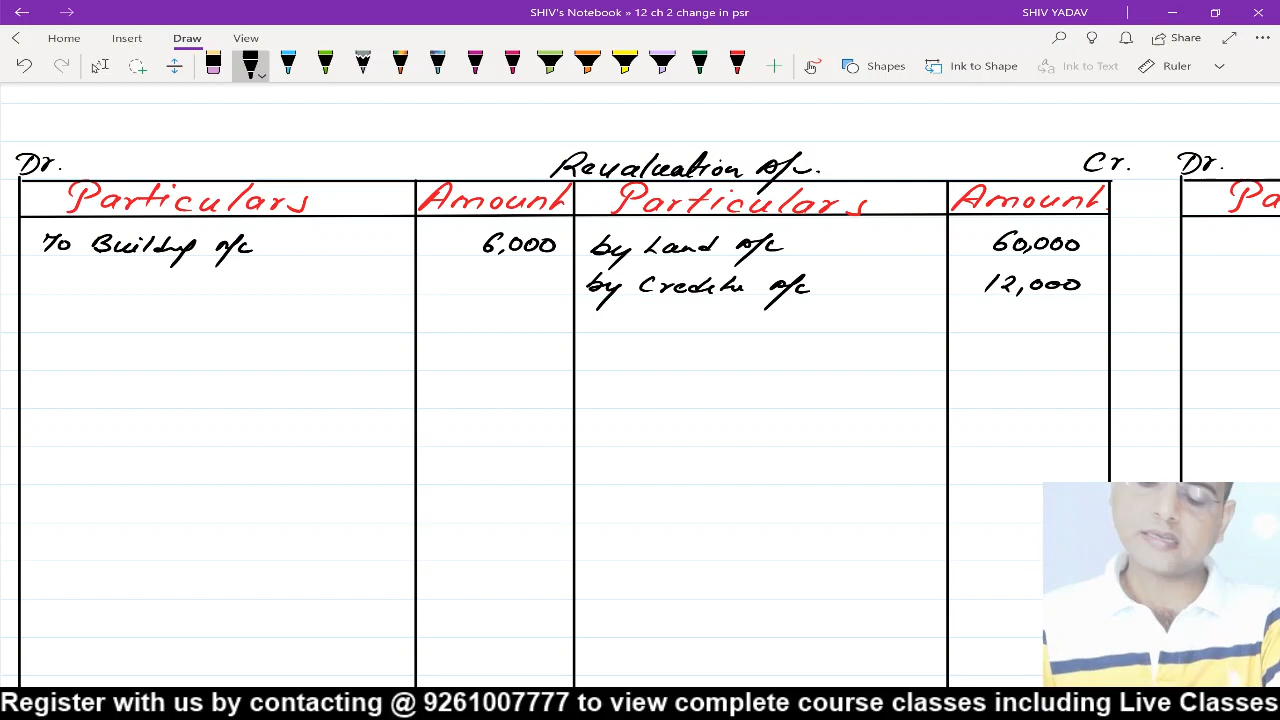 SHIV's Notebook » 12 ch 2 change in psr
SHIV YADAV
Home Insert Draw View
Share
Shapes Ink to Shape Ink to Text Ruler
Dr. Revaluation A/c. Cr. Dr.
Particulars Amount Particulars Amount Pa
To A/c 6,000 by Land A/c 60,000
by A/c 12,000
Register with us by contacting @ 9261007777 to view complete course classes including Live Classes